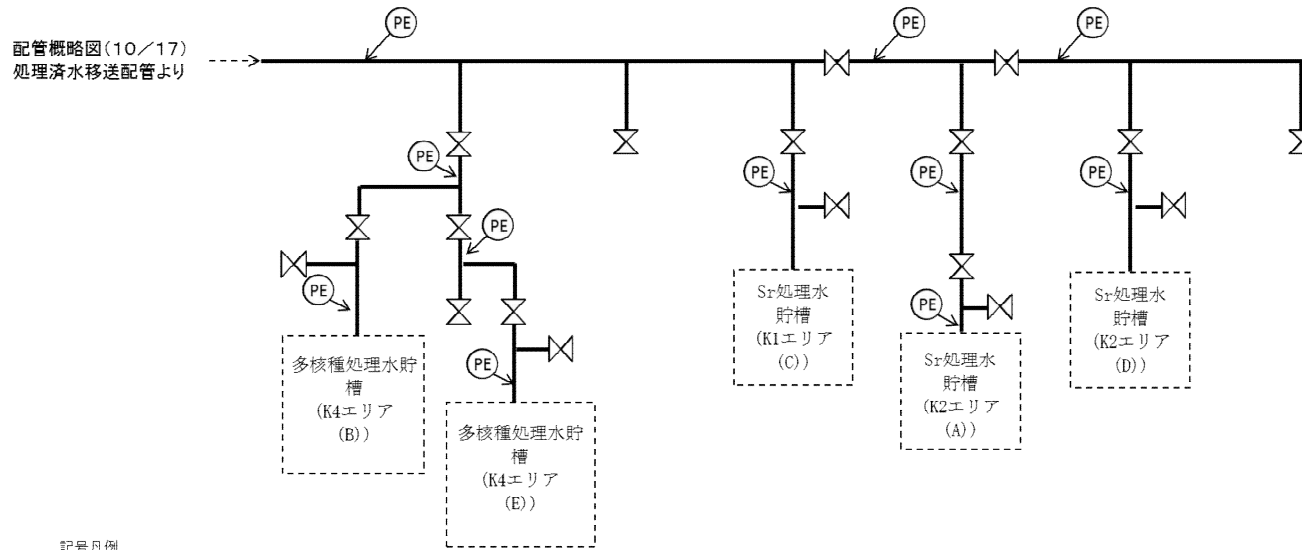 PE
PE
PE
配管概略図(10/17)
処理済水移送配管より
PE
PE
PE
PE
PE
PE
PE
PE
Sr処理水
貯槽
(K1エリア
(C))
Sr処理水
貯槽
(K2エリア
(D))
多核種処理水貯
槽
(K4エリア
(B))
Sr処理水
貯槽
(K2エリア
(A))
多核種処理水貯
槽
(K4エリア
(E))
記号凡例